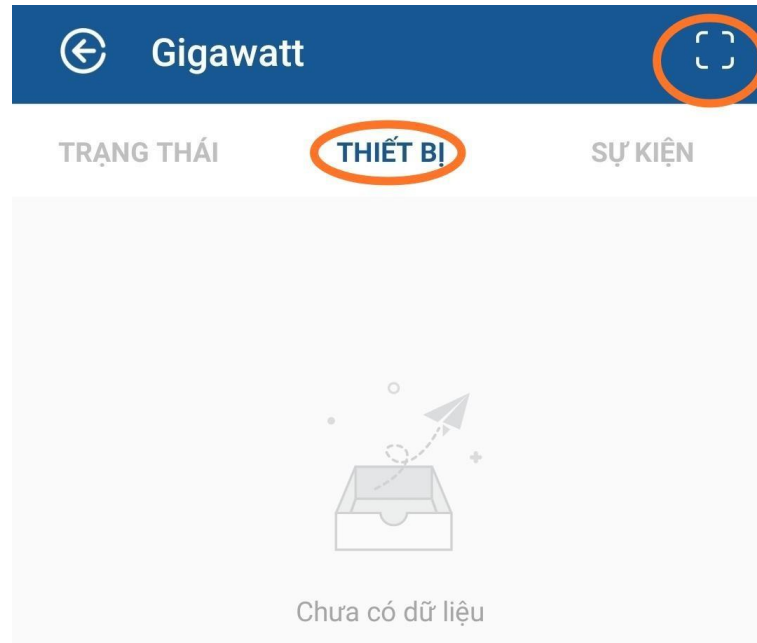 Gigawatt
TRẠNG THÁI THIẾT BỊ SỰ KIỆN
Chưa có dữ liệu